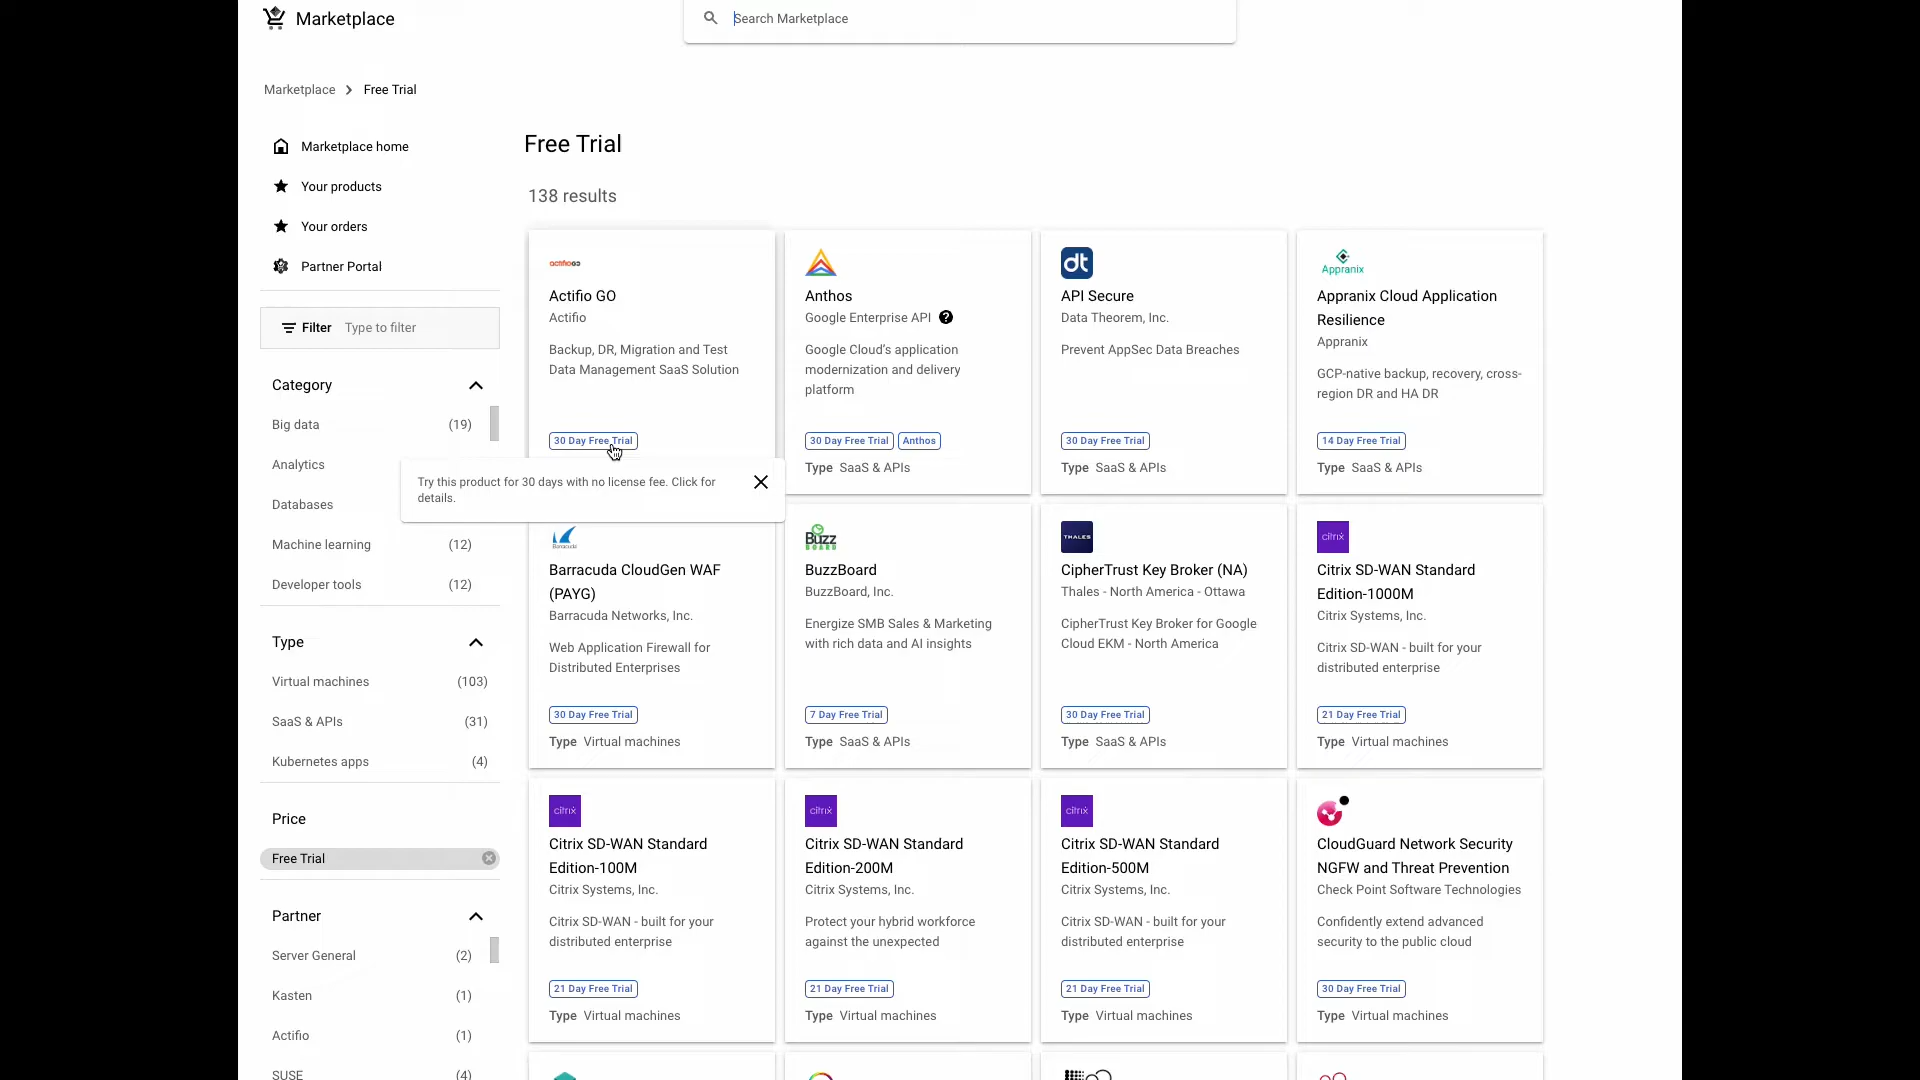 Marketplace
Search Marketplace
Marketplace > Free Trial
Marketplace home
Your products
Your orders
Partner Portal
Filter Type to filter
Category
Big data (19)
Analytics
Databases
Machine learning (12)
Developer tools (12)
Type
Virtual machines (103)
SaaS & APIs (31)
Kubernetes apps (4)
Price
Free Trial
Partner
Server General (2)
Kasten (1)
Actifio (1)
SUSE (4)
Free Trial
138 results
actifio GO
Actifio GO
Actifio
Backup, DR, Migration and Test
Data Management SaaS Solution
30 Day Free Trial
Try this product for 30 days with no license fee. Click for
details.
Anthos
Google Enterprise API ?
Google Cloud's application
modernization and delivery
platform
30 Day Free Trial Anthos
Type SaaS & APIs
dt
API Secure
Data Theorem, Inc.
Prevent AppSec Data Breaches
30 Day Free Trial
Type SaaS & APIs
Appranix
Appranix Cloud Application
Resilience
Appranix
GCP-native backup, recovery, cross-
region DR and HA DR
14 Day Free Trial
Type SaaS & APIs
Barracuda
Barracuda CloudGen WAF
(PAYG)
Barracuda Networks, Inc.
Web Application Firewall for
Distributed Enterprises
30 Day Free Trial
Type Virtual machines
Buzz
BOARD
BuzzBoard
BuzzBoard, Inc.
Energize SMB Sales & Marketing
with rich data and AI insights
7 Day Free Trial
Type SaaS & APIs
THALES
CipherTrust Key Broker (NA)
Thales - North America - Ottawa
CipherTrust Key Broker for Google
Cloud EKM - North America
30 Day Free Trial
Type SaaS & APIs
citrix
Citrix SD-WAN Standard
Edition-1000M
Citrix Systems, Inc.
Citrix SD-WAN - built for your
distributed enterprise
21 Day Free Trial
Type Virtual machines
citrix
Citrix SD-WAN Standard
Edition-100M
Citrix Systems, Inc.
Citrix SD-WAN - built for your
distributed enterprise
21 Day Free Trial
Type Virtual machines
citrix
Citrix SD-WAN Standard
Edition-200M
Citrix Systems, Inc.
Protect your hybrid workforce
against the unexpected
21 Day Free Trial
Type Virtual machines
citrix
Citrix SD-WAN Standard
Edition-500M
Citrix Systems, Inc.
Citrix SD-WAN - built for your
distributed enterprise
21 Day Free Trial
Type Virtual machines
CloudGuard Network Security
NGFW and Threat Prevention
Check Point Software Technologies
Confidently extend advanced
security to the public cloud
30 Day Free Trial
Type Virtual machines